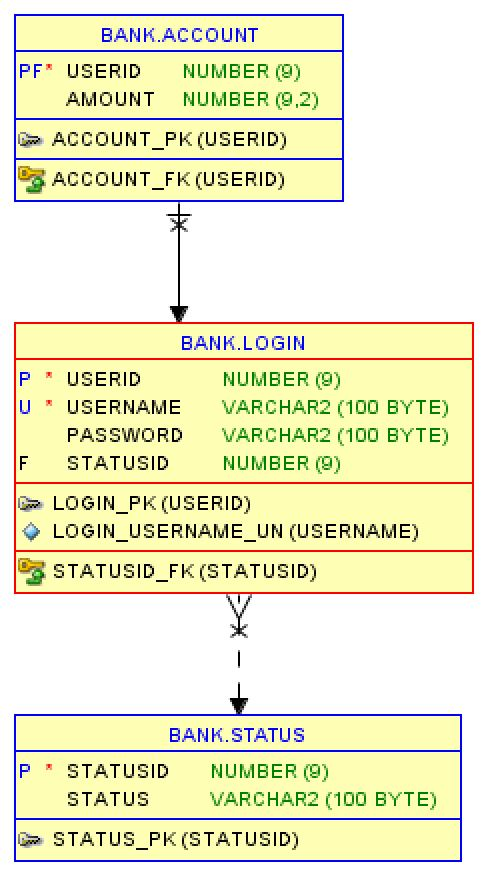 BANK.ACCOUNT
PF* USERID NUMBER (9)
AMOUNT NUMBER (9,2)
ACCOUNT_PK (USERID)
ACCOUNT_FK (USERID)
BANK.LOGIN
P * USERID NUMBER (9)
U * USERNAME VARCHAR2 (100 BYTE)
PASSWORD VARCHAR2 (100 BYTE)
F STATUSID NUMBER (9)
LOGIN_PK (USERID)
LOGIN_USERNAME_UN (USERNAME)
STATUSID_FK (STATUSID)
BANK.STATUS
P * STATUSID NUMBER (9)
STATUS VARCHAR2 (100 BYTE)
STATUS_PK (STATUSID)